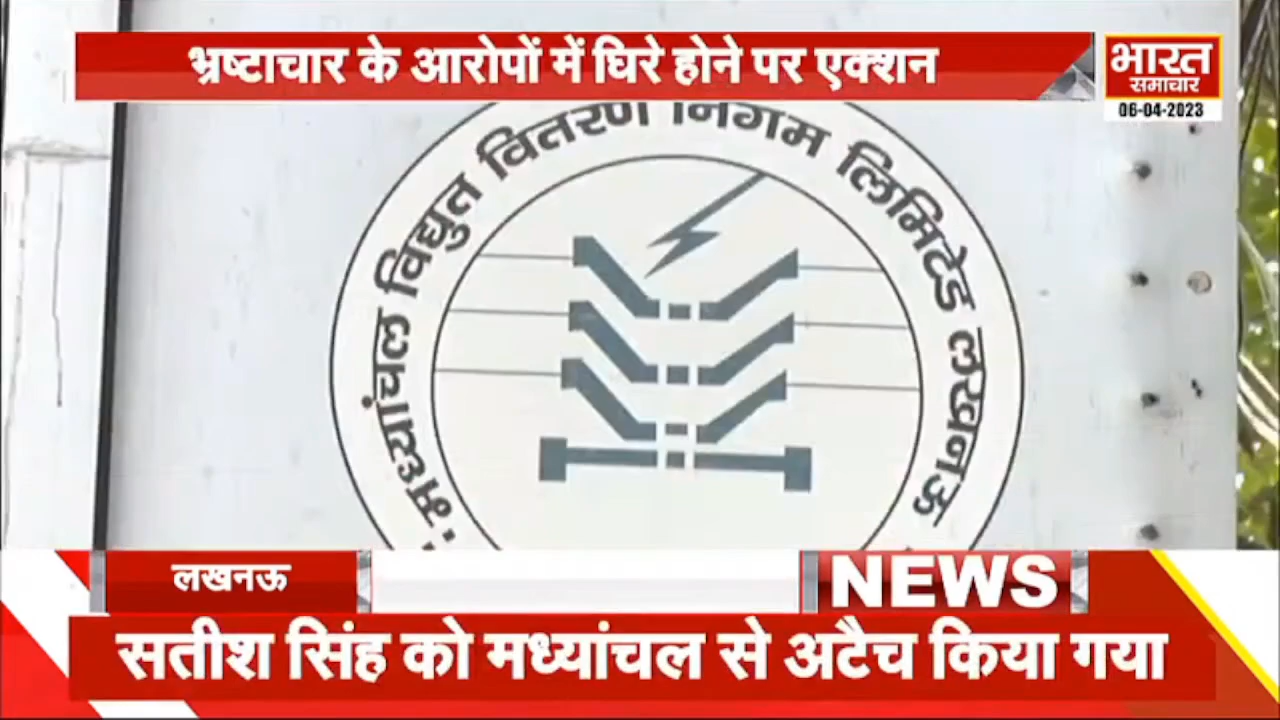 भ्रष्टाचार के आरोपों में घिरे होने पर एक्शन
भारत
समाचार
06-04-2023
मध्यांचल विद्युत वितरण निगम लिमिटेड लखनऊ
लखनऊ
NEWS
सतीश सिंह को मध्यांचल से अटैच किया गया